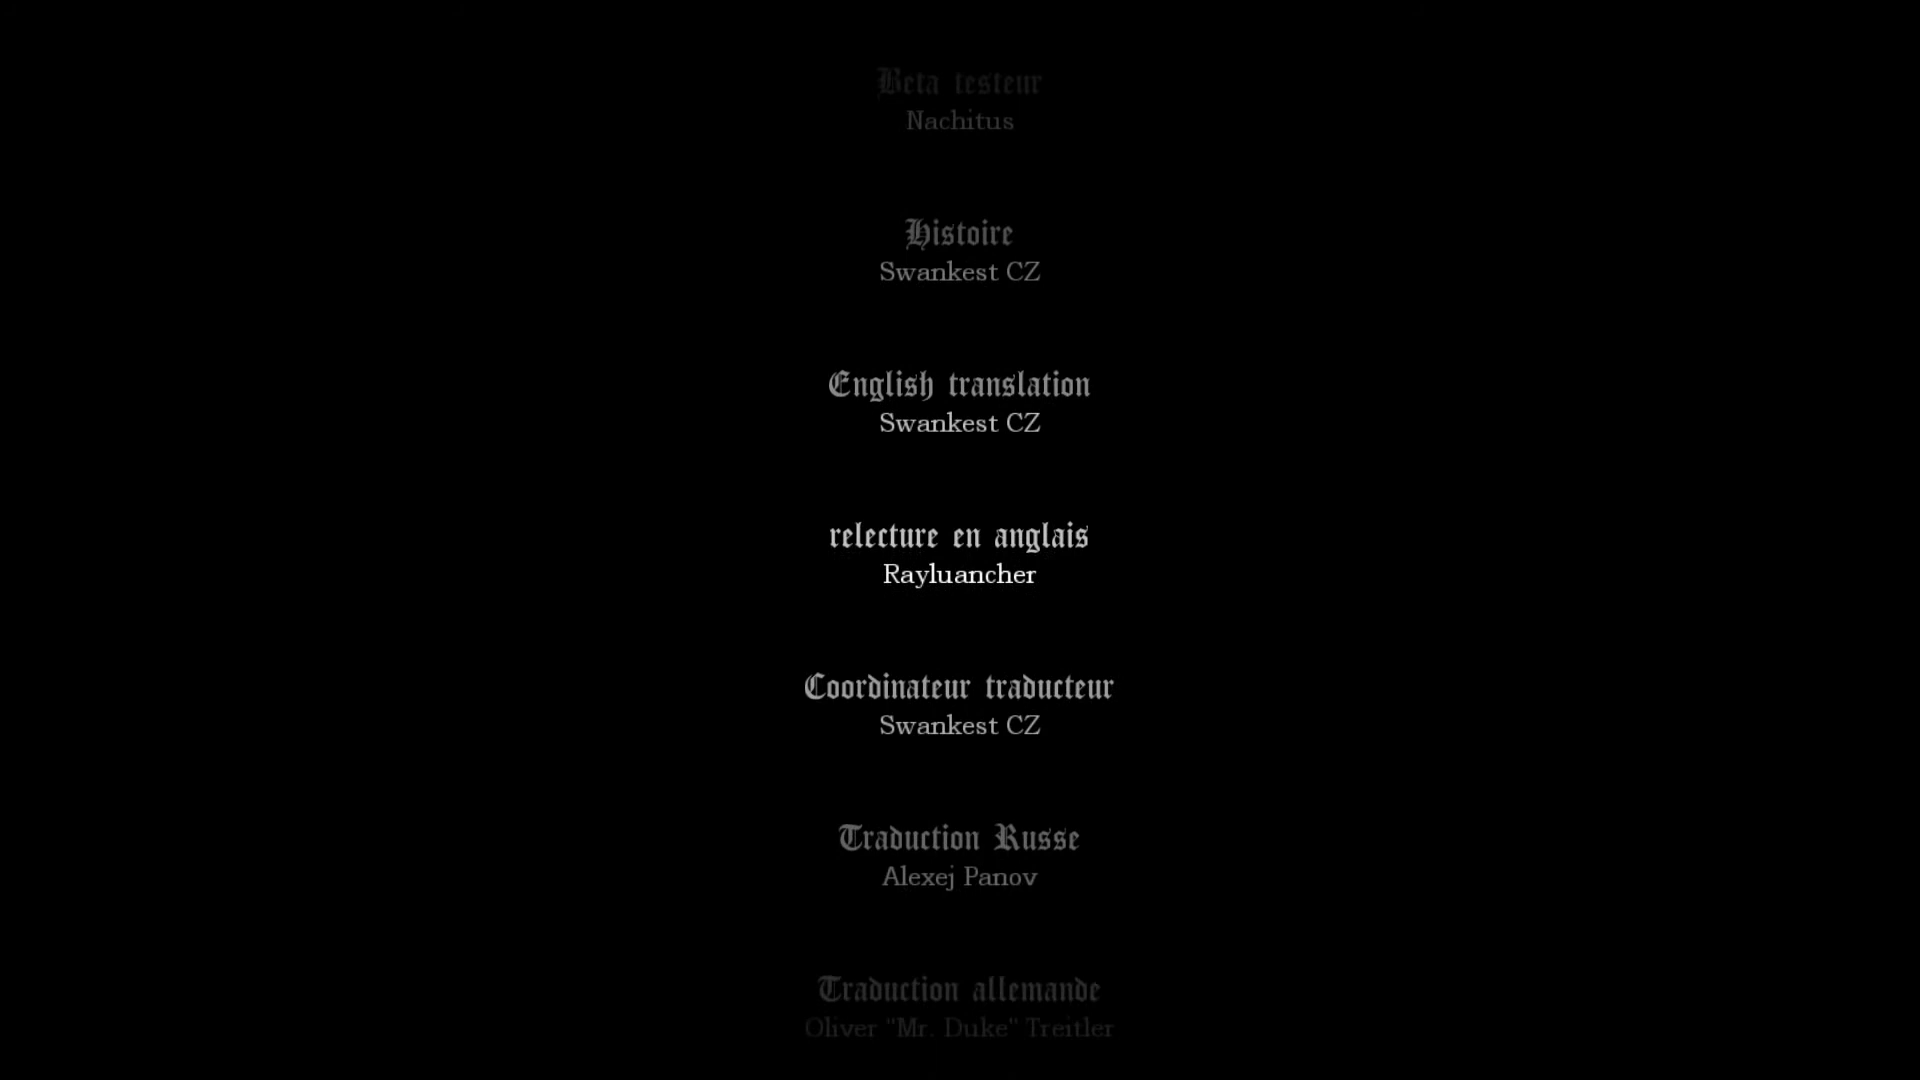 Beta testeur
Nachitus
Histoire
Swankest CZ
English translation
Swankest CZ
relecture en anglais
Rayluancher
Coordinateur traducteur
Swankest CZ
Traduction Russe
Alexej Panov
Traduction allemande
Oliver "Mr. Duke" Treitler